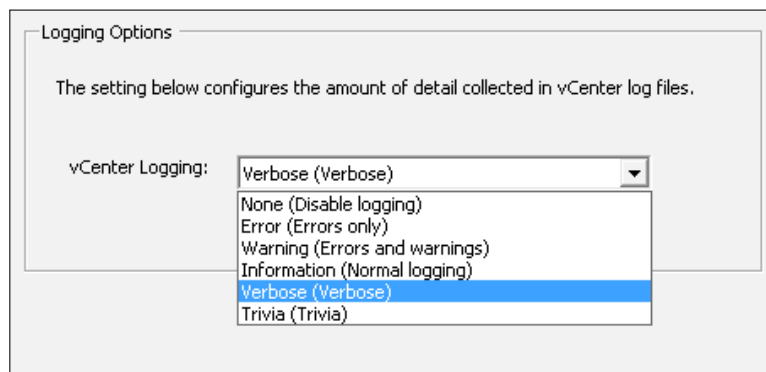 Logging Options
The setting below configures the amount of detail collected in vCenter log files.
vCenter Logging: Verbose (Verbose)
None (Disable logging)
Error (Errors only)
Warning (Errors and warnings)
Information (Normal logging)
Verbose (Verbose)
Trivia (Trivia)